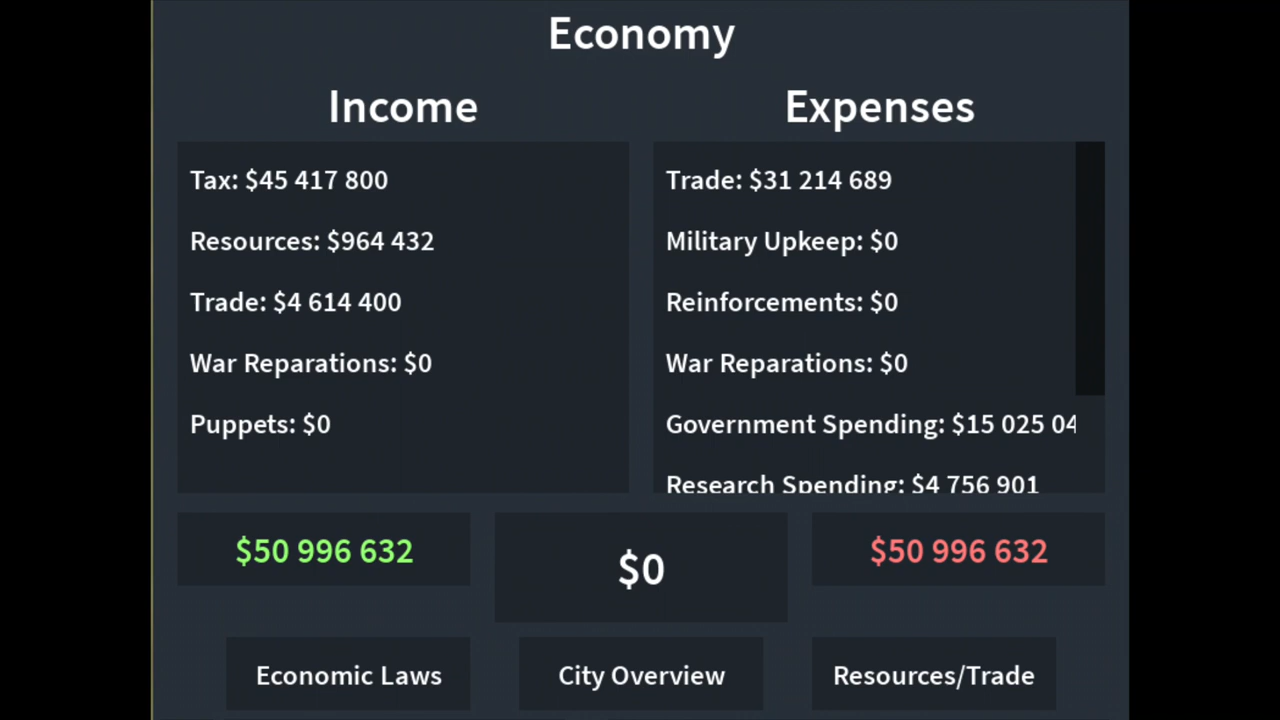 Economy
Income
Expenses
Tax: $45 417 800
Resources: $964 432
Trade: $4 614 400
War Reparations: $0
Puppets: $0
Trade: $31 214 689
Military Upkeep: $0
Reinforcements: $0
War Reparations: $0
Government Spending: $15 025 04
Research Spending: $4 756 901
$50 996 632
$0
$50 996 632
Economic Laws
City Overview
Resources/Trade